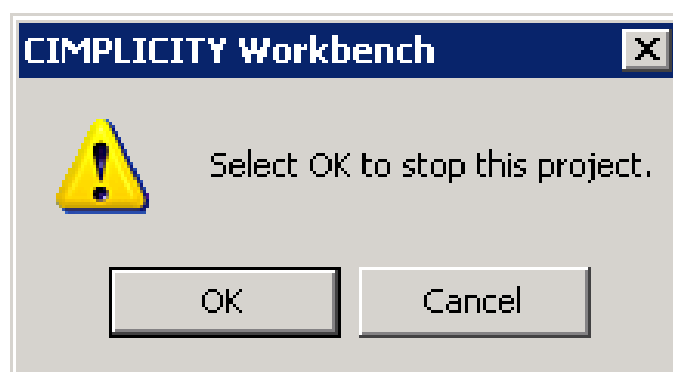 CIMPLICITY Workbench
Select OK to stop this project.
OK
Cancel